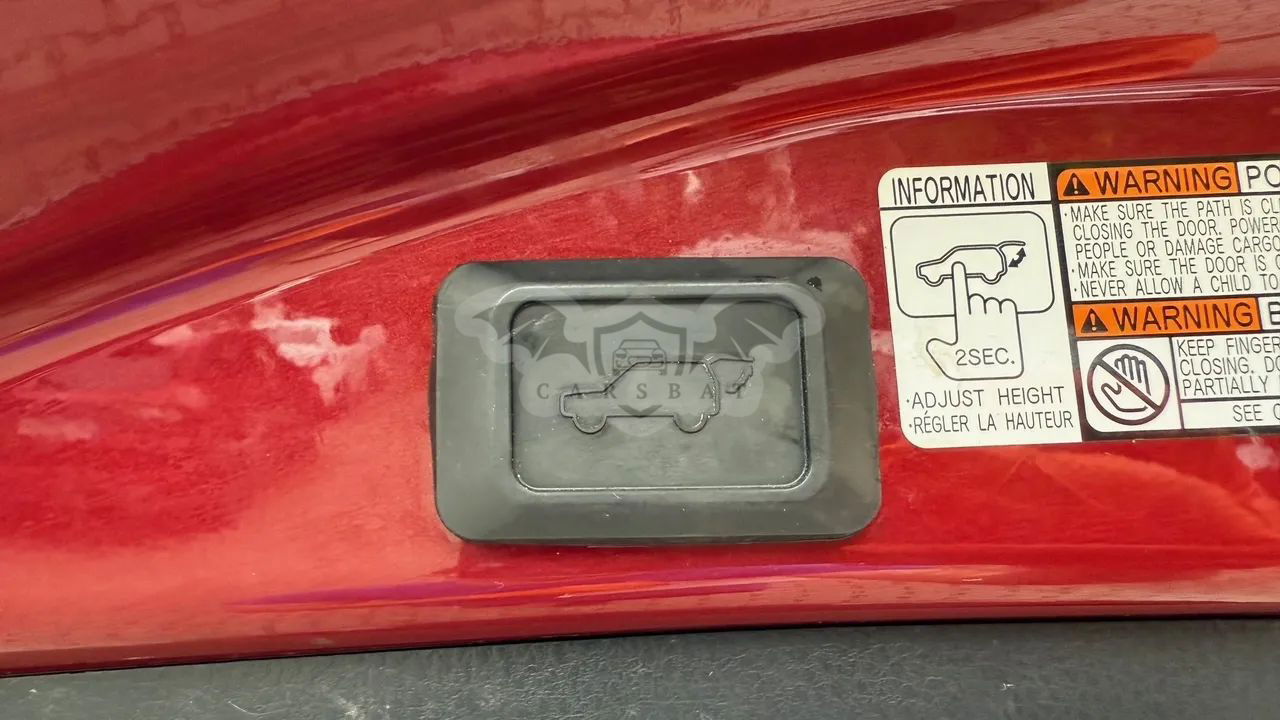 INFORMATION
2SEC.
·ADJUST HEIGHT
·RÉGLER LA HAUTEUR
WARNING
·MAKE SURE THE PATH IS
CLOSING THE DOOR. POWER
PEOPLE OR DAMAGE CARGO
·MAKE SURE THE DOOR IS
·NEVER ALLOW A CHILD TO
WARNING
KEEP
CLOSING.
PARTIALLY
SEE
CARSBAT